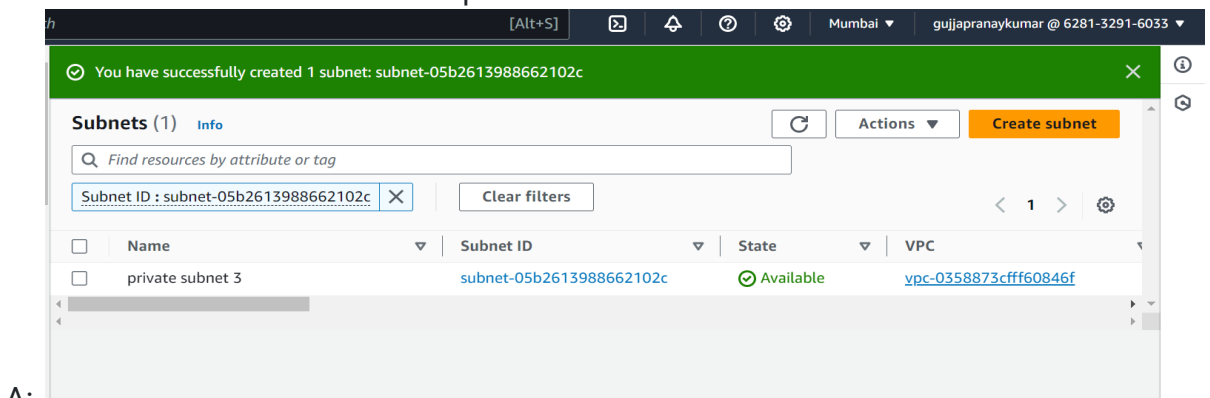 [Alt+S] Mumbai ▼ gujjapranaykumar @ 6281-3291-6033 ▼
You have successfully created 1 subnet: subnet-05b2613988662102c
Subnets (1) Info Actions ▼ Create subnet
Find resources by attribute or tag
Subnet ID : subnet-05b2613988662102c Clear filters
1
Name Subnet ID State VPC
private subnet 3 subnet-05b2613988662102c Available vpc-0358873cfff60846f
A: